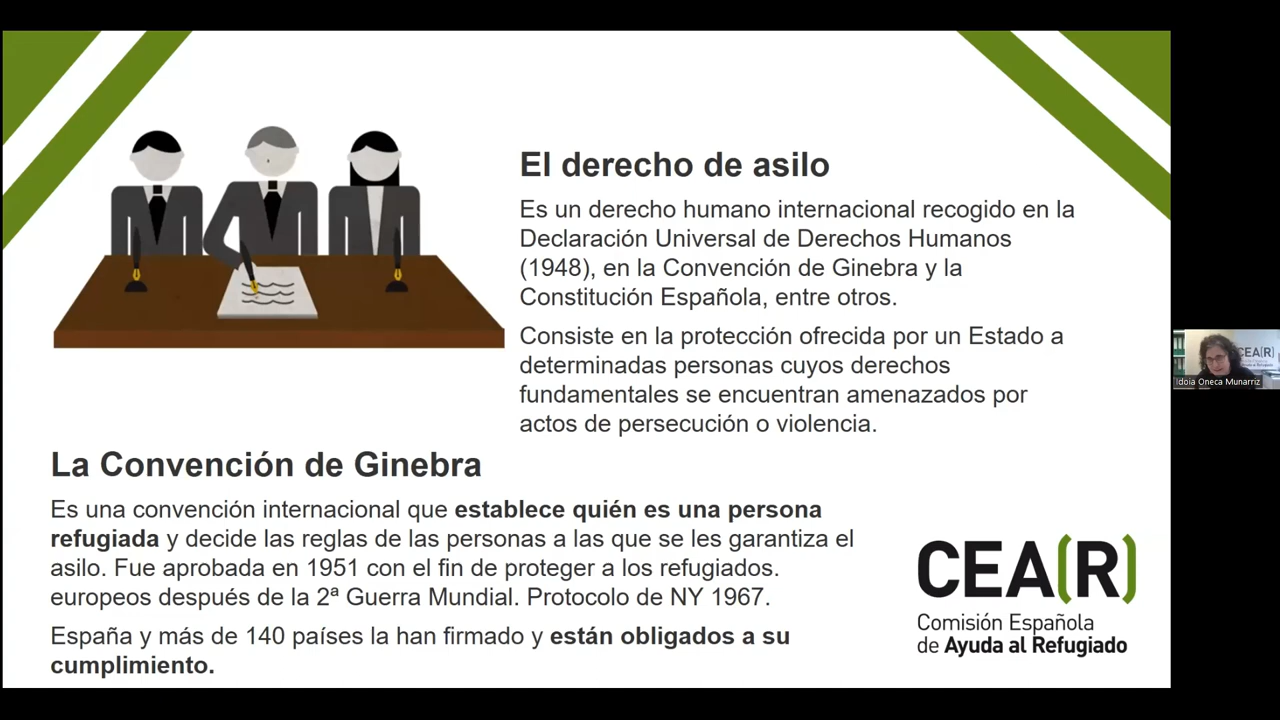 El derecho de asilo
Es un derecho humano internacional recogido en la
Declaración Universal de Derechos Humanos
(1948), en la Convención de Ginebra y la
Constitución Española, entre otros.
Consiste en la protección ofrecida por un Estado a
determinadas personas cuyos derechos
fundamentales se encuentran amenazados por
actos de persecución o violencia.
La Convención de Ginebra
Es una convención internacional que establece quién es una persona
refugiada y decide las reglas de las personas a las que se les garantiza el
asilo. Fue aprobada en 1951 con el fin de proteger a los refugiados.
europeos después de la 2ª Guerra Mundial. Protocolo de NY 1967.
España y más de 140 países la han firmado y están obligados a su
cumplimiento.
CEA(R)
Comisión Española
de Ayuda al Refugiado
CEA(R)
Idoia Oneca Munarriz